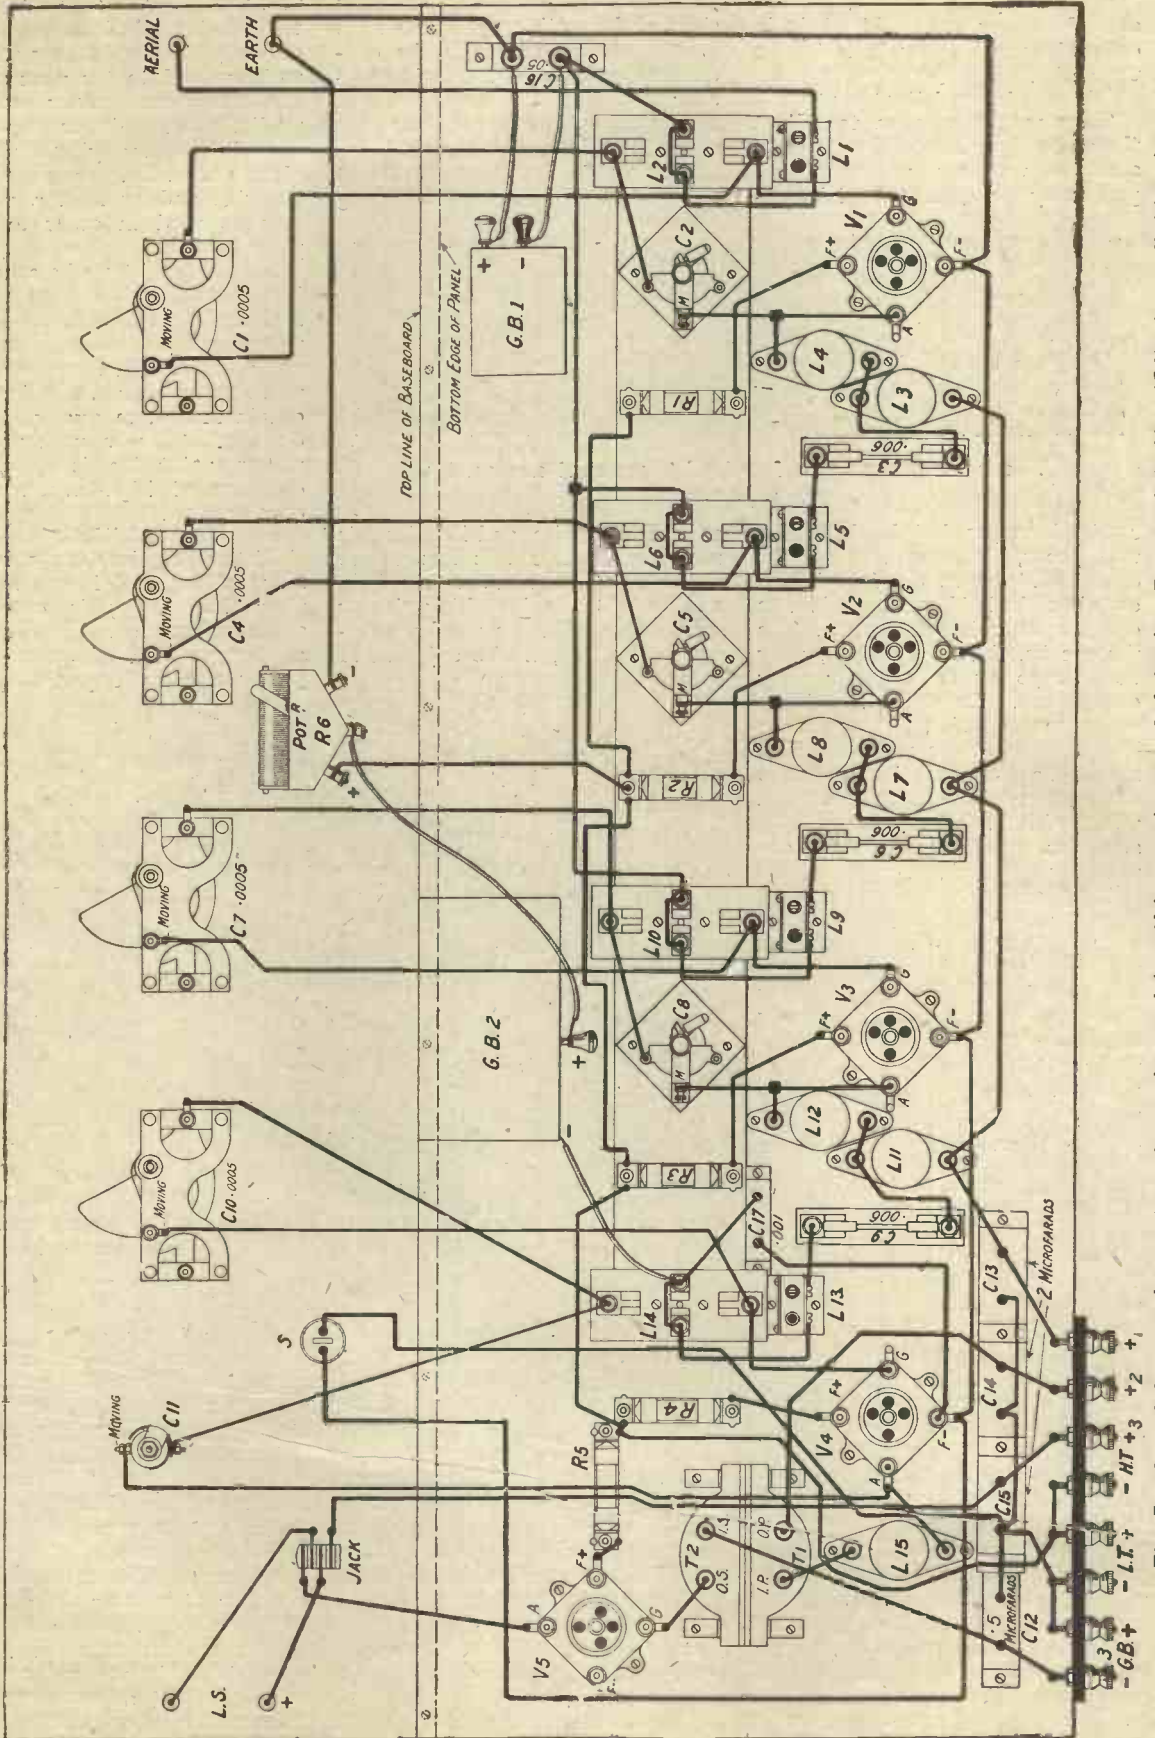 AERIAL
EARTH
MOVING
C1 .0005
MOVING
C4 .0005
MOVING
C7 .0005
MOVING
C10 .0005
MOVING
C11
S
JACK
L.S.
+
POT R.
R6
+
-
TOP LINE OF BASEBOARD
BOTTOM EDGE OF PANEL
.05
C16
+
-
G.B.1
G.B.2
+
-
L2
L1
C2
M
V1
F+
G
A
F-
R1
L4
L3
C3
.006
L6
L5
C5
M
V2
F+
G
A
F-
R2
L8
L7
C6
.006
L10
L9
C8
M
V3
F+
G
A
F-
R3
L12
L11
C17
.001
C9
.006
L14
L13
R4
R5
V4
F+
G
A
F-
V5
F+
A
G
F-
T2
I.S.
O.S.
O.P.
I.P.
T1
L15
2 MICROFARADS
C13
C14
C15
.5
MICROFARADS
C12
- 3 G.B. + - L.T. + - H.T +3 +2 +1